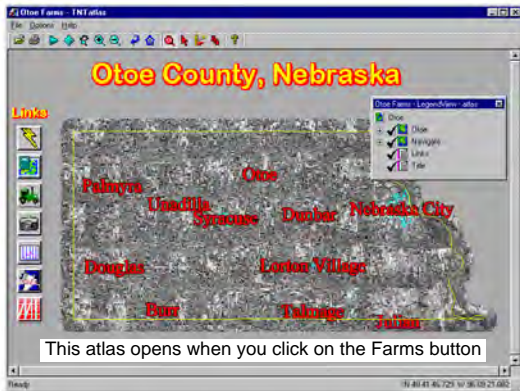 Otoe Farms - TNTatlas
File Options Help
Otoe County, Nebraska
Links
Otoe Farms - LegendView - atlas
Otoe
Otoe
Navigate
Links
Title
Otoe
Palmyra
Unadilla
Syracuse
Dunbar
Nebraska City
Douglas
Lorton Village
Burr
Talmage
Julian
This atlas opens when you click on the Farms button
Ready